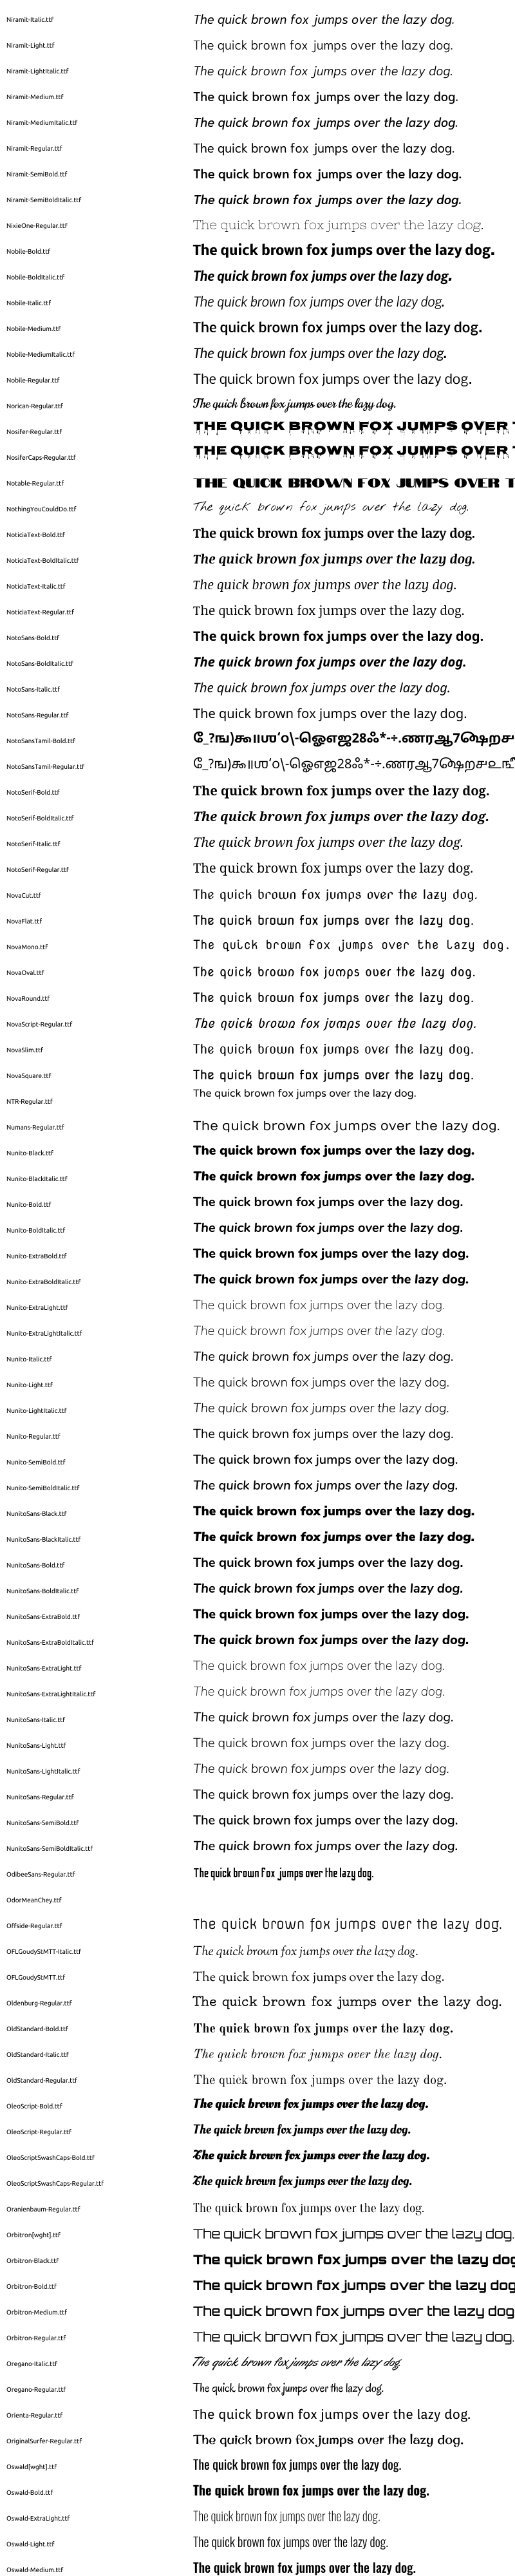 Niramit-Italic.ttf The quick brown fox jumps over the lazy dog.
Niramit-Light.ttf The quick brown fox jumps over the lazy dog.
Niramit-LightItalic.ttf The quick brown fox jumps over the lazy dog.
Niramit-Medium.ttf The quick brown fox jumps over the lazy dog.
Niramit-MediumItalic.ttf The quick brown fox jumps over the lazy dog.
Niramit-Regular.ttf The quick brown fox jumps over the lazy dog.
Niramit-SemiBold.ttf The quick brown fox jumps over the lazy dog.
Niramit-SemiBoldItalic.ttf The quick brown fox jumps over the lazy dog.
NixieOne-Regular.ttf The quick brown fox jumps over the lazy dog.
Nobile-Bold.ttf The quick brown fox jumps over the lazy dog.
Nobile-BoldItalic.ttf The quick brown fox jumps over the lazy dog.
Nobile-Italic.ttf The quick brown fox jumps over the lazy dog.
Nobile-Medium.ttf The quick brown fox jumps over the lazy dog.
Nobile-MediumItalic.ttf The quick brown fox jumps over the lazy dog.
Nobile-Regular.ttf The quick brown fox jumps over the lazy dog.
Norican-Regular.ttf The quick brown fox jumps over the lazy dog.
Nosifer-Regular.ttf THE QUICK BROWN FOX JUMPS OVER T
NosiferCaps-Regular.ttf THE QUICK BROWN FOX JUMPS OVER T
Notable-Regular.ttf THE QUICK BROWN FOX JUMPS OVER T
NothingYouCouldDo.ttf The quick brown fox jumps over the lazy dog.
NoticiaText-Bold.ttf The quick brown fox jumps over the lazy dog.
NoticiaText-BoldItalic.ttf The quick brown fox jumps over the lazy dog.
NoticiaText-Italic.ttf The quick brown fox jumps over the lazy dog.
NoticiaText-Regular.ttf The quick brown fox jumps over the lazy dog.
NotoSans-Bold.ttf The quick brown fox jumps over the lazy dog.
NotoSans-BoldItalic.ttf The quick brown fox jumps over the lazy dog.
NotoSans-Italic.ttf The quick brown fox jumps over the lazy dog.
NotoSans-Regular.ttf The quick brown fox jumps over the lazy dog.
NotoSansTamil-Bold.ttf
NotoSansTamil-Regular.ttf
NotoSerif-Bold.ttf The quick brown fox jumps over the lazy dog.
NotoSerif-BoldItalic.ttf The quick brown fox jumps over the lazy dog.
NotoSerif-Italic.ttf The quick brown fox jumps over the lazy dog.
NotoSerif-Regular.ttf The quick brown fox jumps over the lazy dog.
NovaCut.ttf The quick brown fox jumps over the lazy dog.
NovaFlat.ttf The quick brown fox jumps over the lazy dog.
NovaMono.ttf The quick brown fox jumps over the lazy dog.
NovaOval.ttf The quick brown fox jumps over the lazy dog.
NovaRound.ttf The quick brown fox jumps over the lazy dog.
NovaScript-Regular.ttf The quick brown fox jumps over the lazy dog.
NovaSlim.ttf The quick brown fox jumps over the lazy dog.
NovaSquare.ttf The quick brown fox jumps over the lazy dog.
NTR-Regular.ttf The quick brown fox jumps over the lazy dog.
Numans-Regular.ttf The quick brown fox jumps over the lazy dog.
Nunito-Black.ttf The quick brown fox jumps over the lazy dog.
Nunito-BlackItalic.ttf The quick brown fox jumps over the lazy dog.
Nunito-Bold.ttf The quick brown fox jumps over the lazy dog.
Nunito-BoldItalic.ttf The quick brown fox jumps over the lazy dog.
Nunito-ExtraBold.ttf The quick brown fox jumps over the lazy dog.
Nunito-ExtraBoldItalic.ttf The quick brown fox jumps over the lazy dog.
Nunito-ExtraLight.ttf The quick brown fox jumps over the lazy dog.
Nunito-ExtraLightItalic.ttf The quick brown fox jumps over the lazy dog.
Nunito-Italic.ttf The quick brown fox jumps over the lazy dog.
Nunito-Light.ttf The quick brown fox jumps over the lazy dog.
Nunito-LightItalic.ttf The quick brown fox jumps over the lazy dog.
Nunito-Regular.ttf The quick brown fox jumps over the lazy dog.
Nunito-SemiBold.ttf The quick brown fox jumps over the lazy dog.
Nunito-SemiBoldItalic.ttf The quick brown fox jumps over the lazy dog.
NunitoSans-Black.ttf The quick brown fox jumps over the lazy dog.
NunitoSans-BlackItalic.ttf The quick brown fox jumps over the lazy dog.
NunitoSans-Bold.ttf The quick brown fox jumps over the lazy dog.
NunitoSans-BoldItalic.ttf The quick brown fox jumps over the lazy dog.
NunitoSans-ExtraBold.ttf The quick brown fox jumps over the lazy dog.
NunitoSans-ExtraBoldItalic.ttf The quick brown fox jumps over the lazy dog.
NunitoSans-ExtraLight.ttf The quick brown fox jumps over the lazy dog.
NunitoSans-ExtraLightItalic.ttf The quick brown fox jumps over the lazy dog.
NunitoSans-Italic.ttf The quick brown fox jumps over the lazy dog.
NunitoSans-Light.ttf The quick brown fox jumps over the lazy dog.
NunitoSans-LightItalic.ttf The quick brown fox jumps over the lazy dog.
NunitoSans-Regular.ttf The quick brown fox jumps over the lazy dog.
NunitoSans-SemiBold.ttf The quick brown fox jumps over the lazy dog.
NunitoSans-SemiBoldItalic.ttf The quick brown fox jumps over the lazy dog.
OdibeeSans-Regular.ttf The quick brown fox jumps over the lazy dog.
OdorMeanChey.ttf
Offside-Regular.ttf The quick brown fox jumps over the lazy dog.
OFLGoudyStMTT-Italic.ttf The quick brown fox jumps over the lazy dog.
OFLGoudyStMTT.ttf The quick brown fox jumps over the lazy dog.
Oldenburg-Regular.ttf The quick brown fox jumps over the lazy dog.
OldStandard-Bold.ttf The quick brown fox jumps over the lazy dog.
OldStandard-Italic.ttf The quick brown fox jumps over the lazy dog.
OldStandard-Regular.ttf The quick brown fox jumps over the lazy dog.
OleoScript-Bold.ttf The quick brown fox jumps over the lazy dog.
OleoScript-Regular.ttf The quick brown fox jumps over the lazy dog.
OleoScriptSwashCaps-Bold.ttf The quick brown fox jumps over the lazy dog.
OleoScriptSwashCaps-Regular.ttf The quick brown fox jumps over the lazy dog.
Oranienbaum-Regular.ttf The quick brown fox jumps over the lazy dog.
Orbitron[wght].ttf The quick brown fox jumps over the lazy dog.
Orbitron-Black.ttf The quick brown fox jumps over the lazy dog
Orbitron-Bold.ttf The quick brown fox jumps over the lazy dog
Orbitron-Medium.ttf The quick brown fox jumps over the lazy dog
Orbitron-Regular.ttf The quick brown fox jumps over the lazy dog.
Oregano-Italic.ttf The quick brown fox jumps over the lazy dog.
Oregano-Regular.ttf The quick brown fox jumps over the lazy dog.
Orienta-Regular.ttf The quick brown fox jumps over the lazy dog.
OriginalSurfer-Regular.ttf The quick brown fox jumps over the lazy dog.
Oswald[wght].ttf The quick brown fox jumps over the lazy dog.
Oswald-Bold.ttf The quick brown fox jumps over the lazy dog.
Oswald-ExtraLight.ttf The quick brown fox jumps over the lazy dog.
Oswald-Light.ttf The quick brown fox jumps over the lazy dog.
Oswald-Medium.ttf The quick brown fox jumps over the lazy dog.